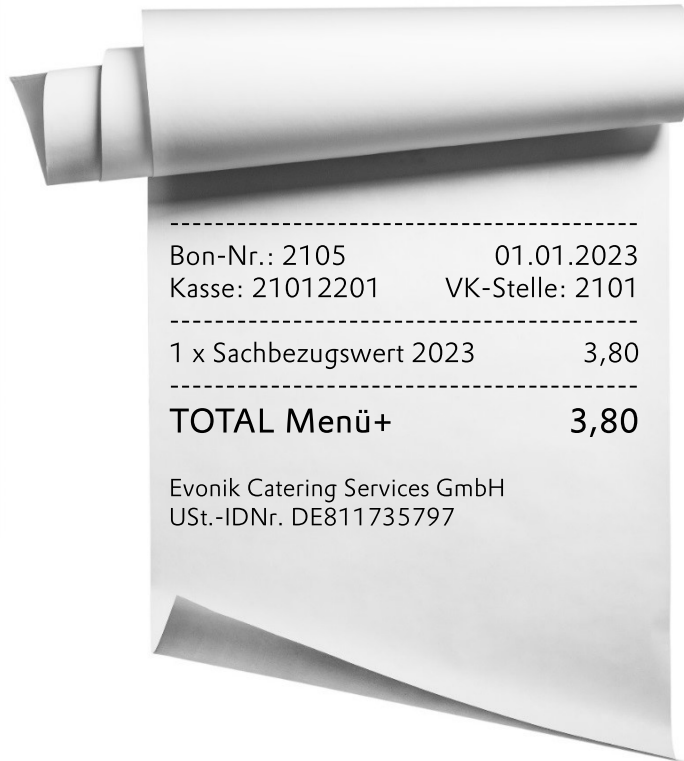 Bon-Nr.: 2105 01.01.2023
Kasse: 21012201 VK-Stelle: 2101
1 x Sachbezugswert 2023 3,80
TOTAL Menü+ 3,80
Evonik Catering Services GmbH
USt.-IDNr. DE811735797